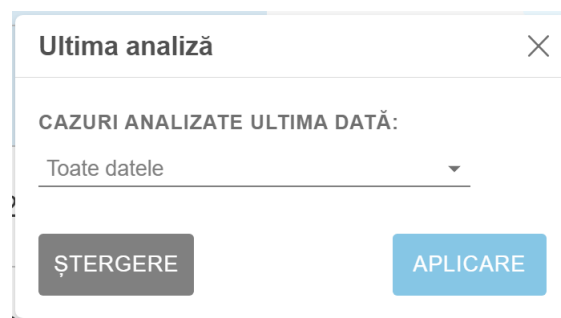 Ultima analiză
CAZURI ANALIZATE ULTIMA DATĂ:
Toate datele
ȘTERGERE
APLICARE